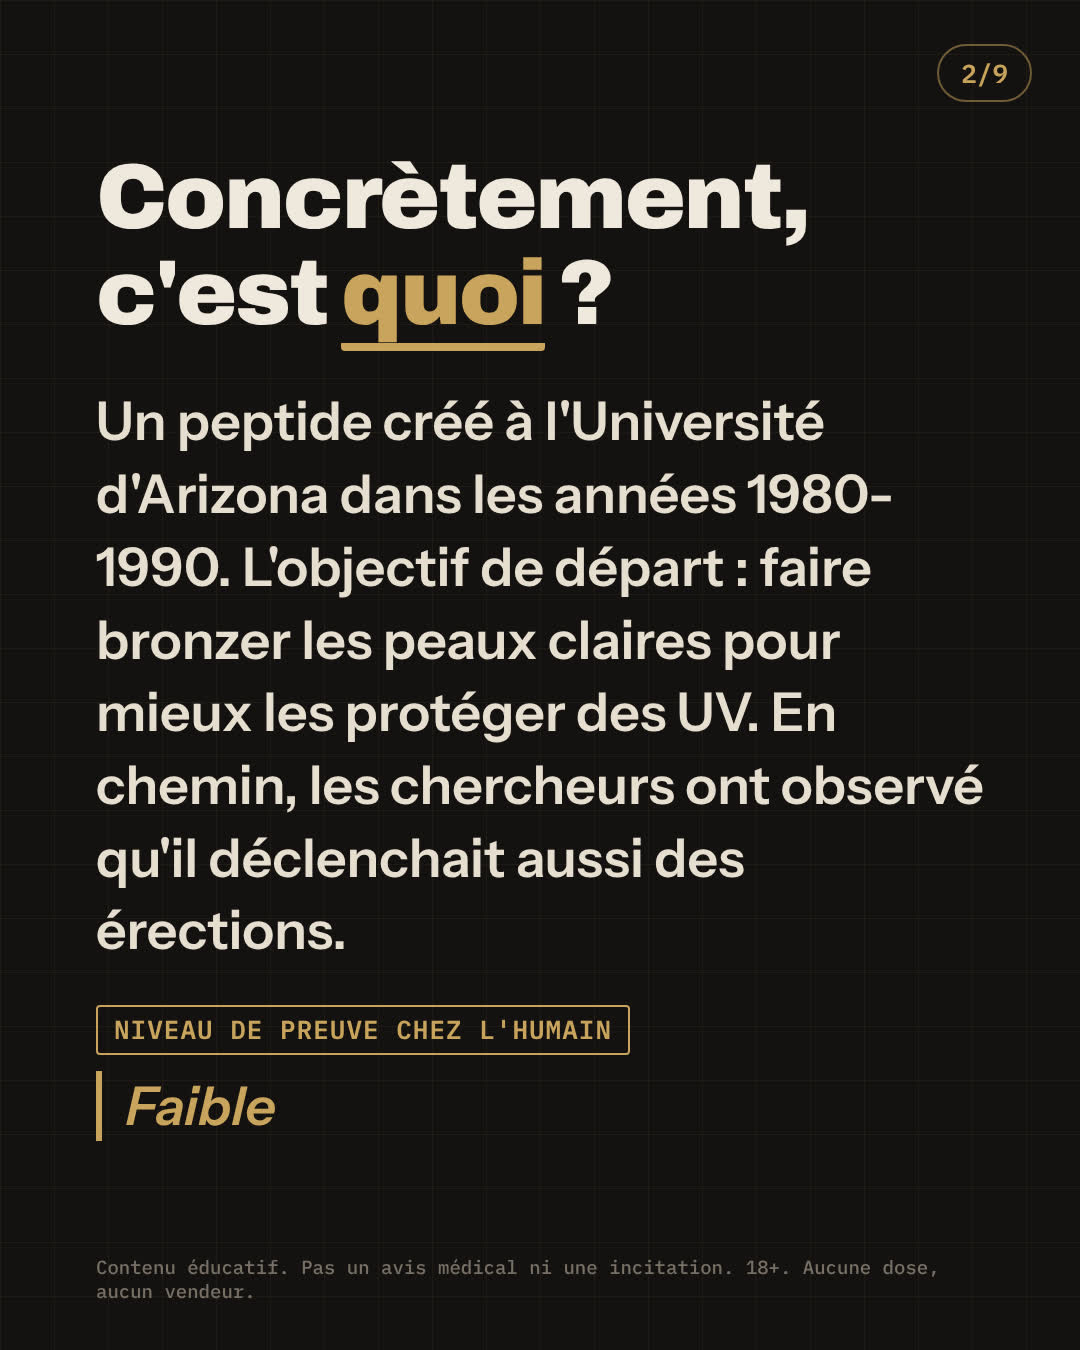 2/9
Concrètement,
c'est quoi ?
Un peptide créé à l'Université
d'Arizona dans les années 1980-
1990. L'objectif de départ : faire
bronzer les peaux claires pour
mieux les protéger des UV. En
chemin, les chercheurs ont observé
qu'il déclenchait aussi des
érections.
NIVEAU DE PREUVE CHEZ L'HUMAIN
Faible
Contenu éducatif. Pas un avis médical ni une incitation. 18+. Aucune dose,
aucun vendeur.